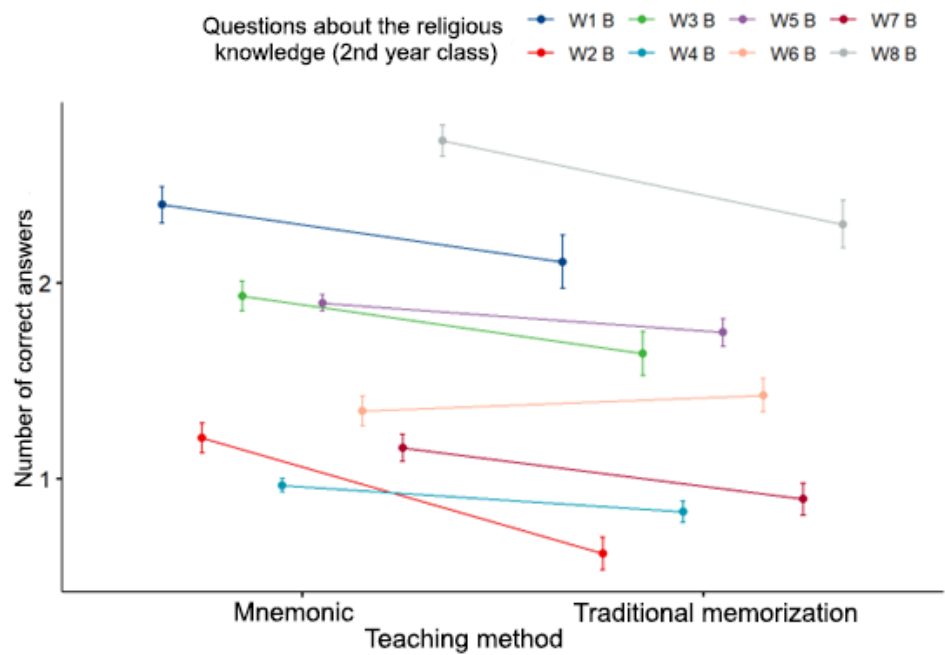 Questions about the religious
knowledge (2nd year class)
W1 B W3 B W5 B W7 B
W2 B W4 B W6 B W8 B
Number of correct answers
2
1
Mnemonic Traditional memorization
Teaching method